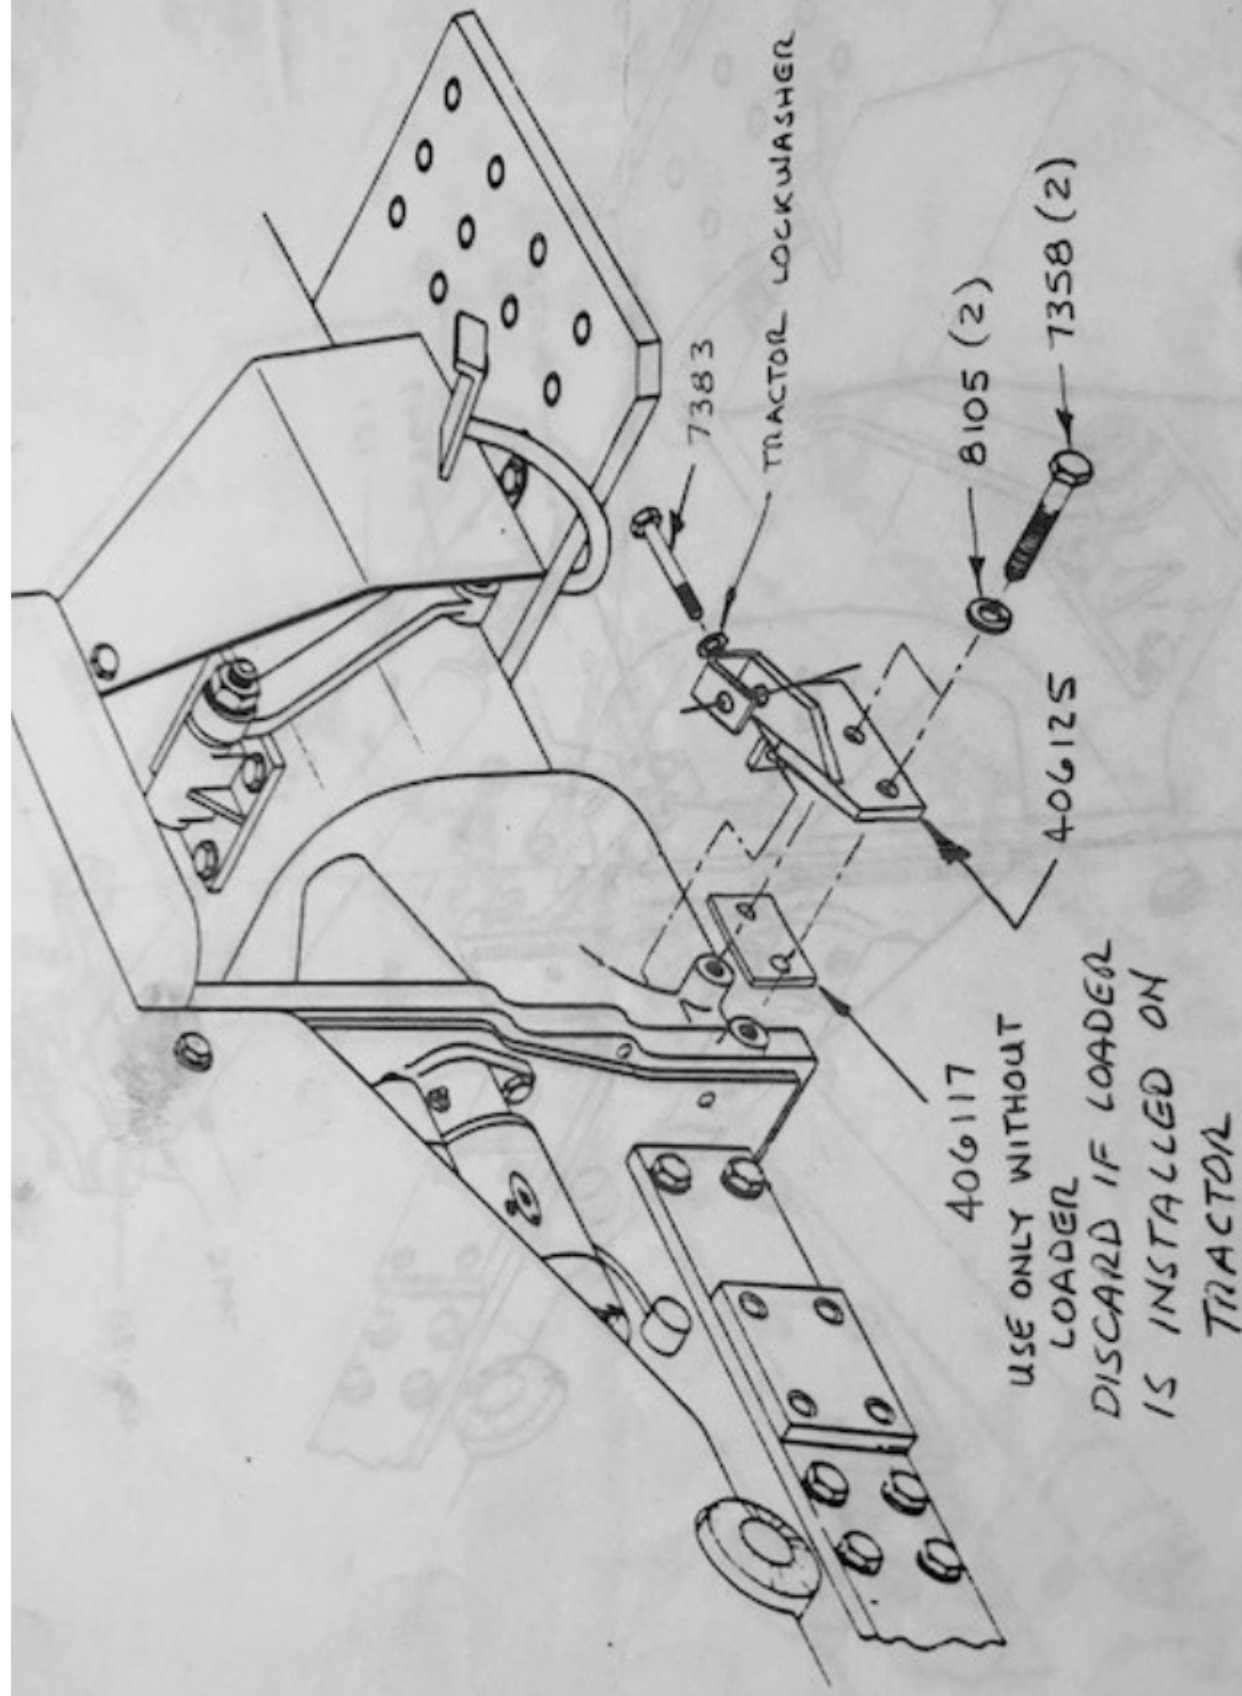 7383
TRACTOR LOCKWASHER
8105 (2)
7358 (2)
406125
406117
USE ONLY WITHOUT
LOADER
DISCARD IF LOADER
IS INSTALLED ON
TRACTOR